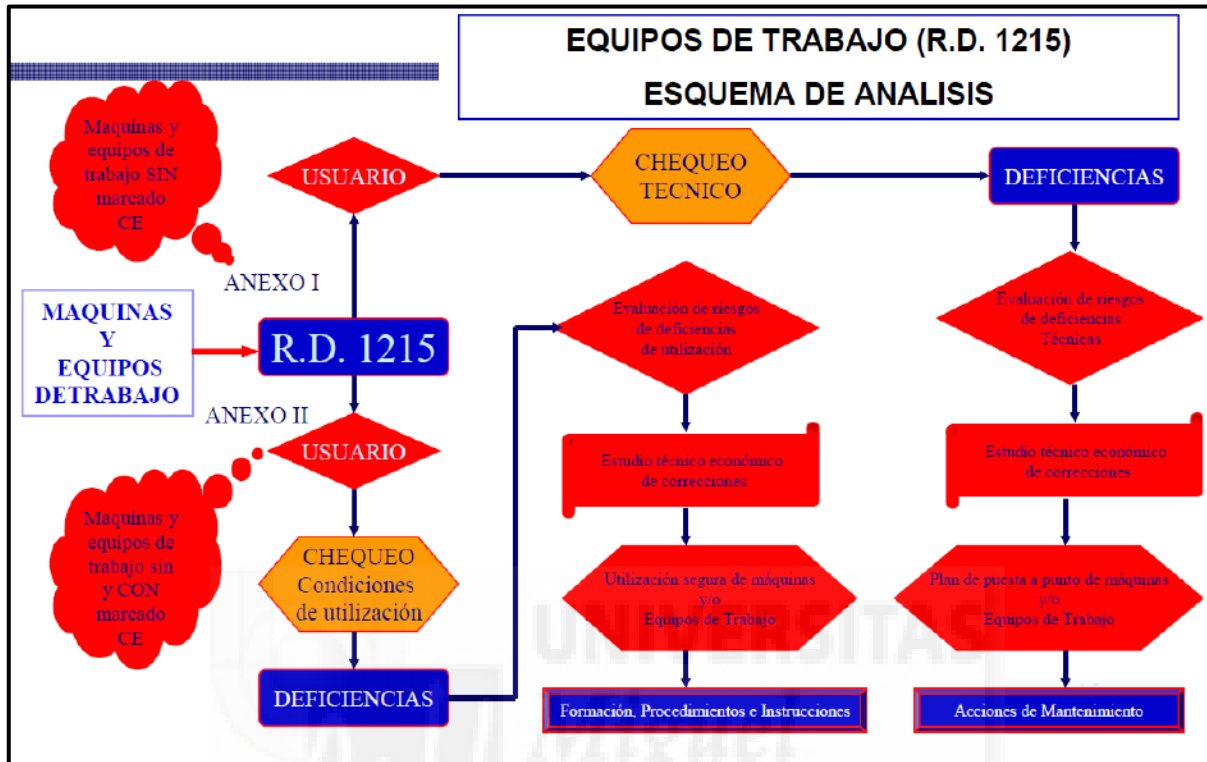 EQUIPOS DE TRABAJO (R.D. 1215)
ESQUEMA DE ANALISIS
Maquinas y
equipos de
trabajo SIN
marcado
CE
USUARIO
CHEQUEO
TECNICO
DEFICIENCIAS
ANEXO I
MAQUINAS
Y
EQUIPOS
DETRABAJO
R.D. 1215
Evaluación de riesgos
de deficiencias
de utilización
Evaluación de riesgos
de deficiencias
Técnicas
ANEXO II
USUARIO
Maquinas y
equipos de
trabajo sin
y CON
marcado
CE
Estudio técnico económico
de correcciones
Estudio técnico económico
de correcciones
CHEQUEO
Condiciones
de utilización
Utilización segura de máquinas
y/o
Equipos de Trabajo
Plan de puesta a punto de máquinas
y/o
Equipos de Trabajo
DEFICIENCIAS
Formación, Procedimientos e Instrucciones
Acciones de Mantenimiento
UNIVERSITAS
Miguel